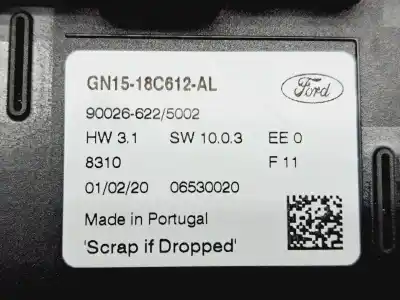 GN15-18C612-AL
Ford
90026-622/5002
HW 3.1 SW 10.0.3 EE 0
8310 F 11
01/02/20 06530020
Made in Portugal
'Scrap if Dropped'